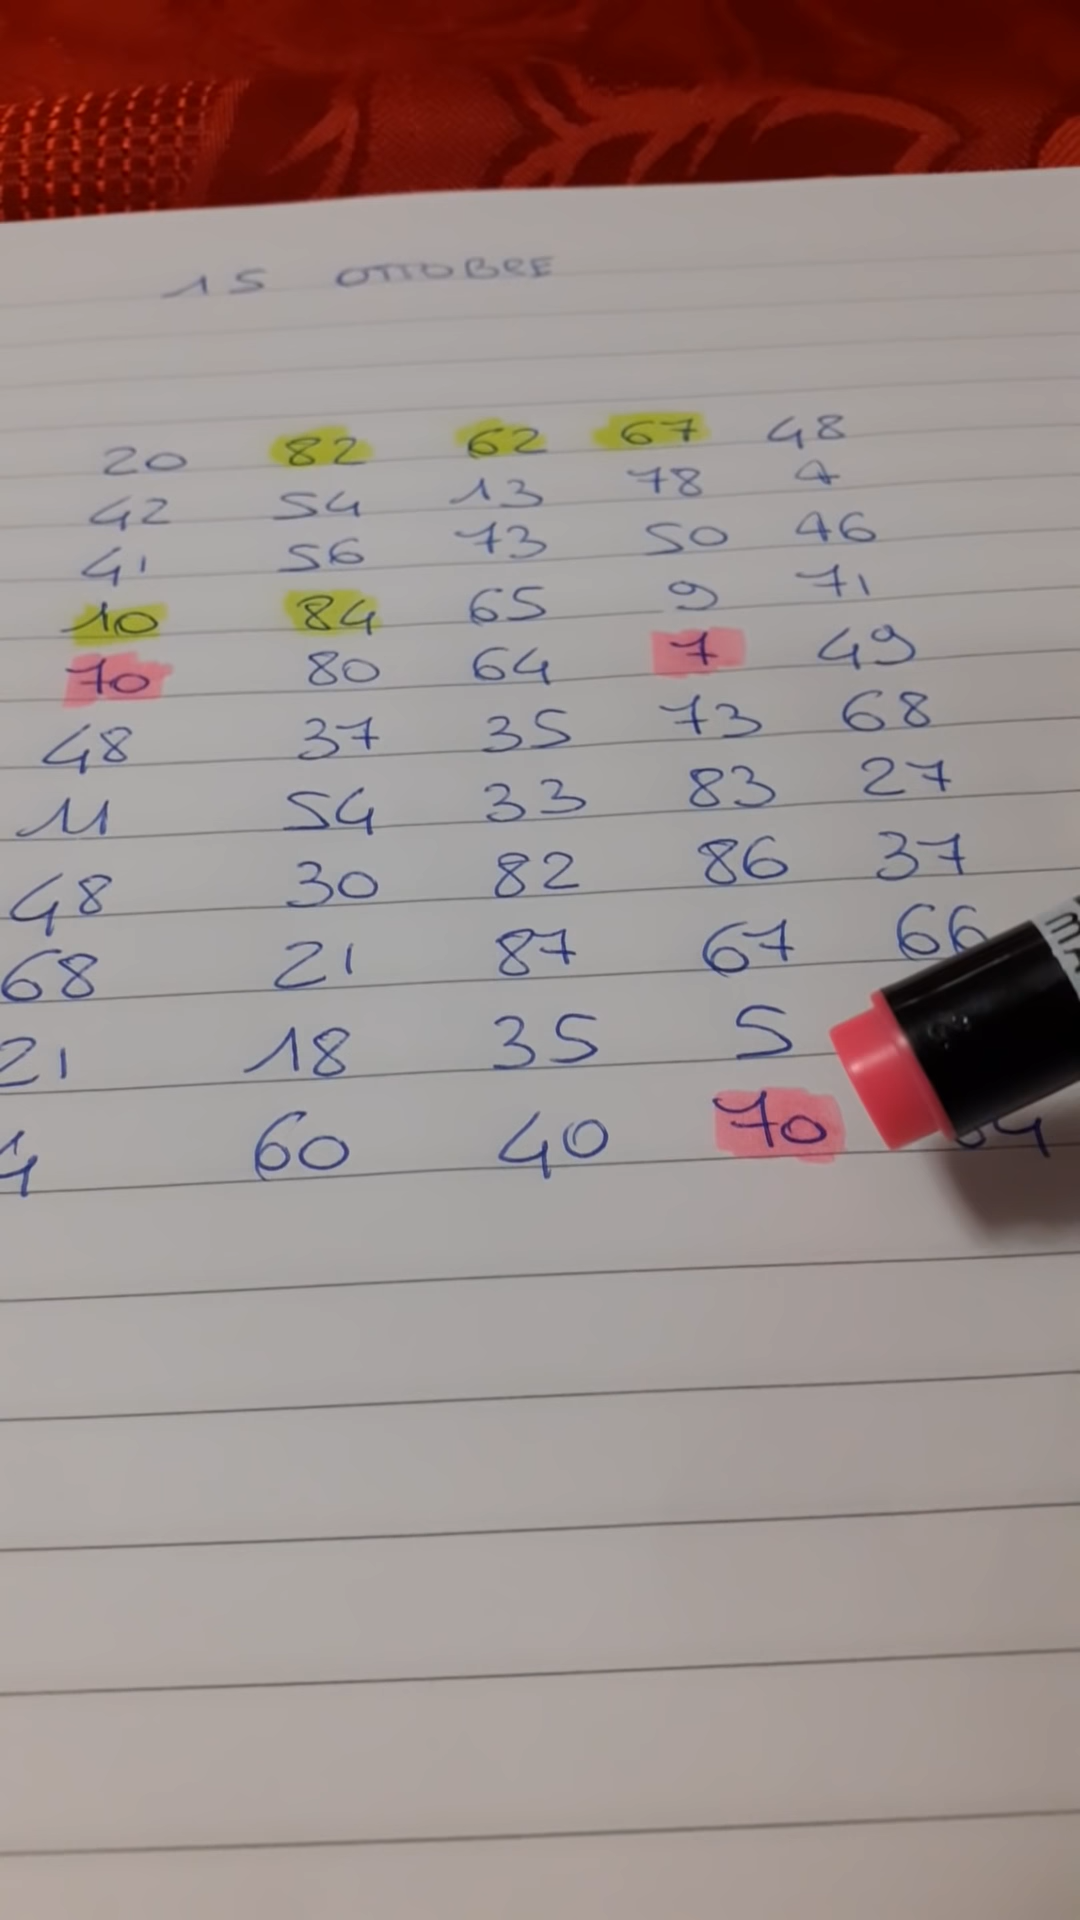 15 OTTOBRE
20 82 62 67 48
42 54 13 78 4
41 56 73 50 46
10 84 65 9 71
70 80 64 7 49
48 37 35 73 68
11 54 33 83 27
48 30 82 86 37
68 21 87 67 66
21 18 35 5
60 40 70